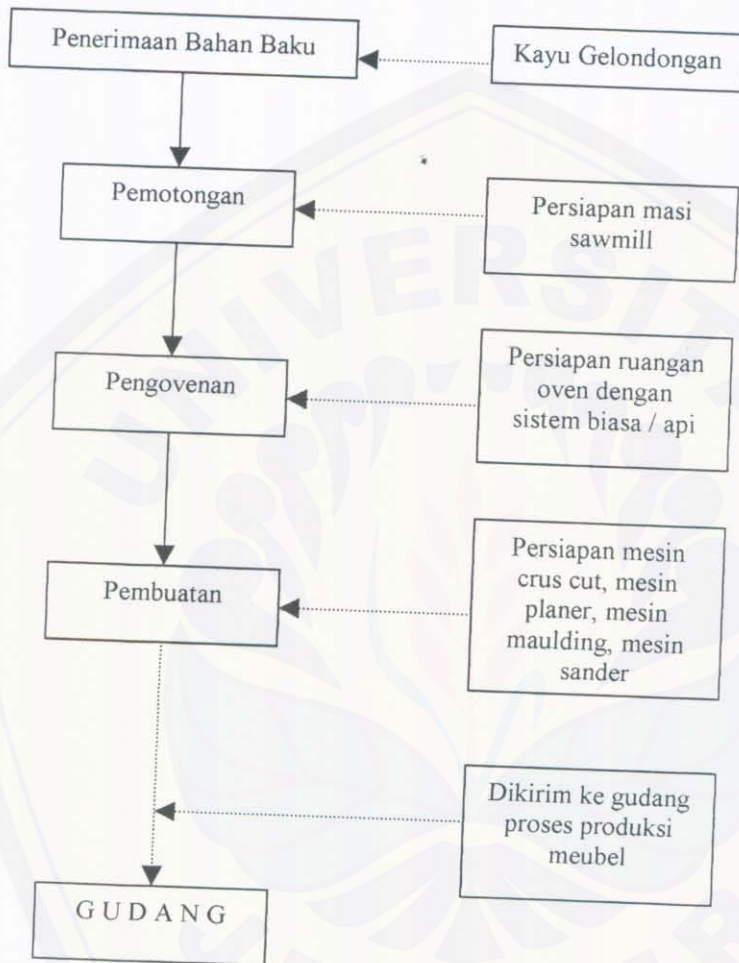 Penerimaan Bahan Baku
Kayu Gelondongan
Pemotongan
Persiapan masi
sawmill
Pengovenan
Persiapan ruangan
oven dengan
sistem biasa / api
Pembuatan
Persiapan mesin
crus cut, mesin
planer, mesin
maulding, mesin
sander
Dikirim ke gudang
proses produksi
meubel
G U D A N G
UNIVERSITA